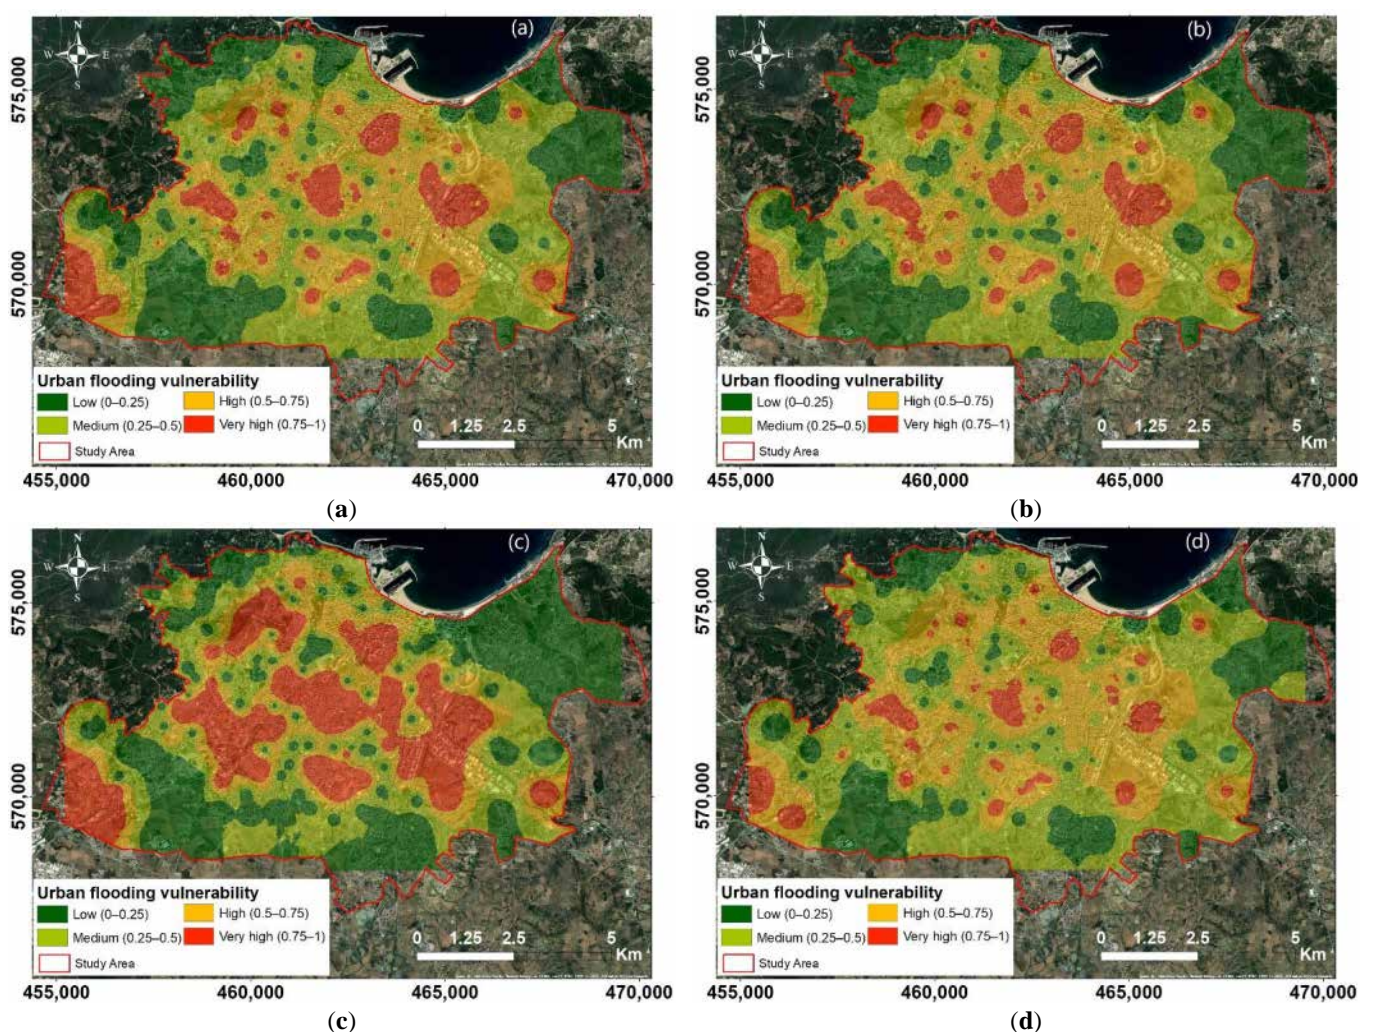 (a)
(b)
N
W E
S
N
W E
S
575,000
575,000
570,000
570,000
Urban flooding vulnerability
Low (0–0.25) High (0.5–0.75)
Medium (0.25–0.5) Very high (0.75–1)
Study Area
0 1.25 2.5 5
Km
Urban flooding vulnerability
Low (0–0.25) High (0.5–0.75)
Medium (0.25–0.5) Very high (0.75–1)
Study Area
0 1.25 2.5 5
Km
455,000 460,000 465,000 470,000
455,000 460,000 465,000 470,000
(a)
(b)
(c)
(d)
N
W E
S
N
W E
S
575,000
575,000
570,000
570,000
Urban flooding vulnerability
Low (0–0.25) High (0.5–0.75)
Medium (0.25–0.5) Very high (0.75–1)
Study Area
0 1.25 2.5 5
Km
Urban flooding vulnerability
Low (0–0.25) High (0.5–0.75)
Medium (0.25–0.5) Very high (0.75–1)
Study Area
0 1.25 2.5 5
Km
455,000 460,000 465,000 470,000
455,000 460,000 465,000 470,000
(c)
(d)